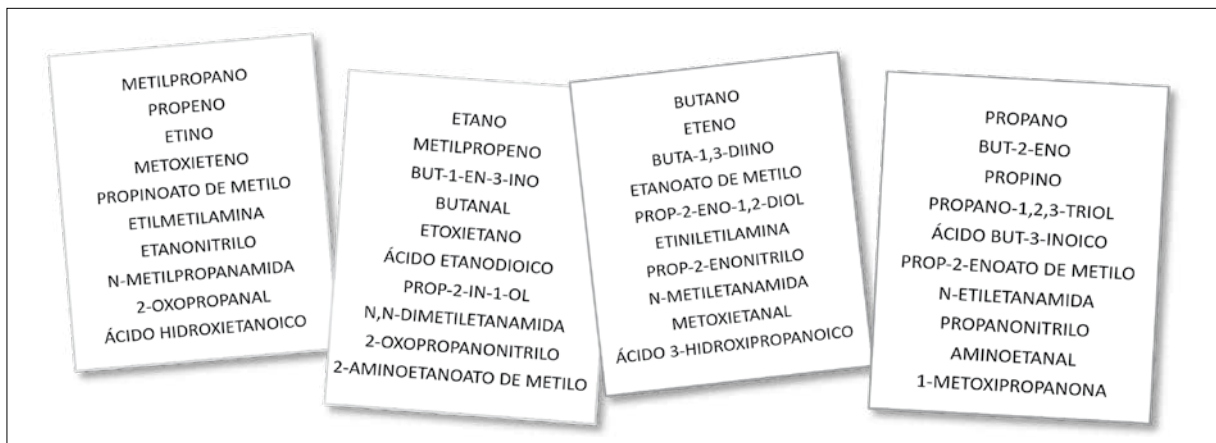 METILPROPANO
PROPENO
ETINO
METOXIETENO
PROPINOATO DE METILO
ETILMETILAMINA
ETANONITRILO
N-METILPROPANAMIDA
2-OXOPROPANAL
ÁCIDO HIDROXIETANOICO
ETANO
METILPROPENO
BUT-1-EN-3-INO
BUTANAL
ETOXIETANO
ÁCIDO ETANODIOICO
PROP-2-IN-1-OL
N,N-DIMETILETANAMIDA
2-OXOPROPANONITRILO
2-AMINOETANOATO DE METILO
BUTANO
ETENO
BUTA-1,3-DIINO
ETANOATO DE METILO
PROP-2-ENO-1,2-DIOL
ETINILETILAMINA
PROP-2-ENONITRILO
N-METILETANAMIDA
METOXIETANAL
ÁCIDO 3-HIDROXIPROPANOICO
PROPANO
BUT-2-ENO
PROPINO
PROPANO-1,2,3-TRIOL
ÁCIDO BUT-3-INOICO
PROP-2-ENOATO DE METILO
N-ETILETANAMIDA
PROPANONITRILO
AMINOETANAL
1-METOXIPROPANONA